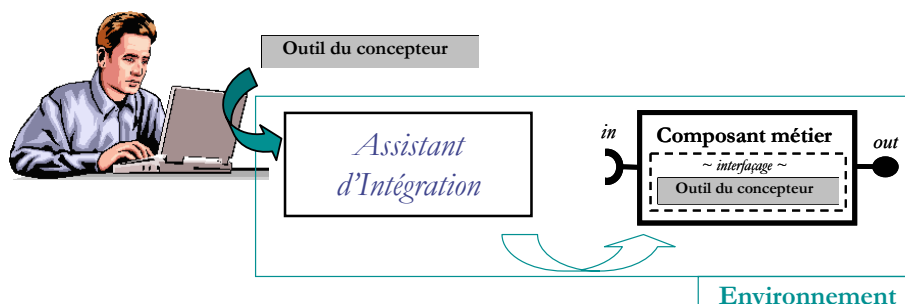 Outil du concepteur
Assistant
d'Intégration
in
Composant métier
out
~ interfaçage ~
Outil du concepteur
Environnement